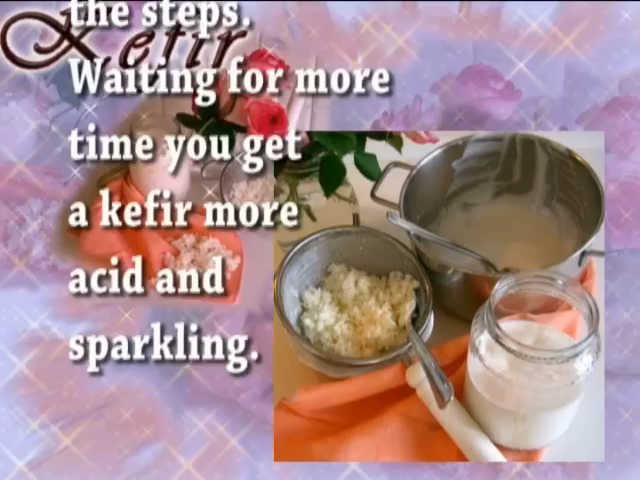 the steps.
Kefir
Waiting for more
time you get
a kefir more
acid and
sparkling.